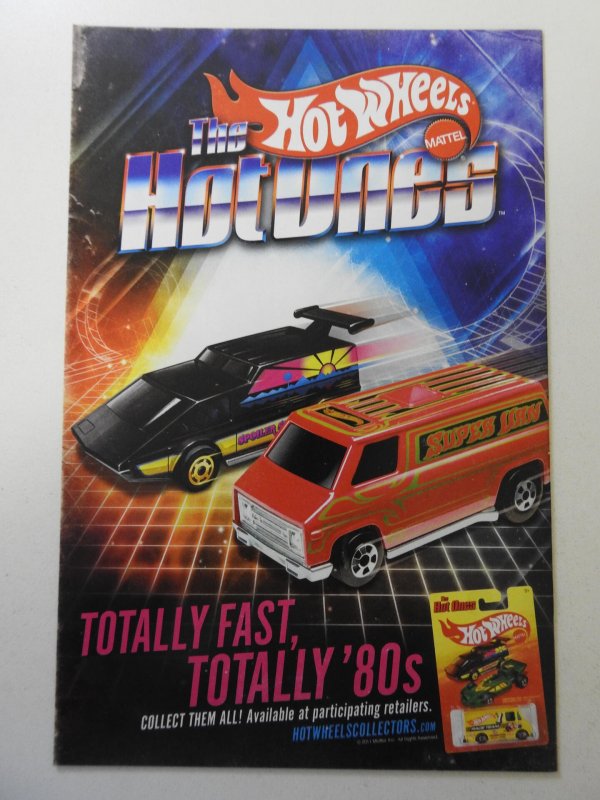 Hot Wheels
MATTEL
The
Hot Ones
™
SPOILER
SUPER VAN
TOTALLY FAST,
TOTALLY '80s
COLLECT THEM ALL! Available at participating retailers.
HOTWHEELSCOLLECTORS.COM
The
Hot Ones
Hot Wheels